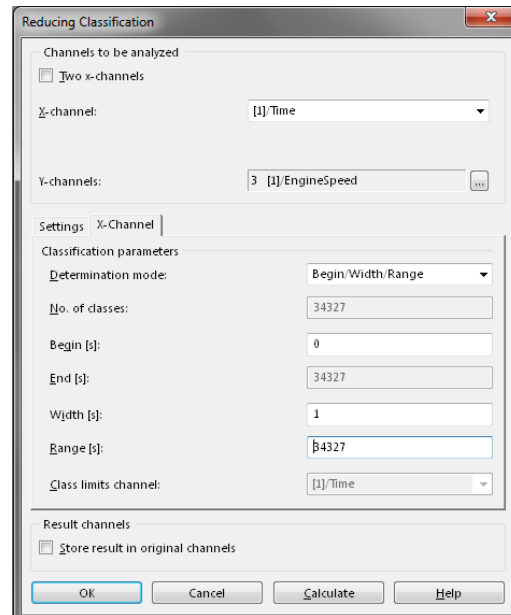 Reducing Classification
Channels to be analyzed
Two x-channels
X-channel: [1]/Time
Y-channels: 3 [1]/EngineSpeed ...
Settings X-Channel
Classification parameters
Determination mode: Begin/Width/Range
No. of classes: 34327
Begin [s]: 0
End [s]: 34327
Width [s]: 1
Range [s]: 34327
Class limits channel: [1]/Time
Result channels
Store result in original channels
OK Cancel Calculate Help